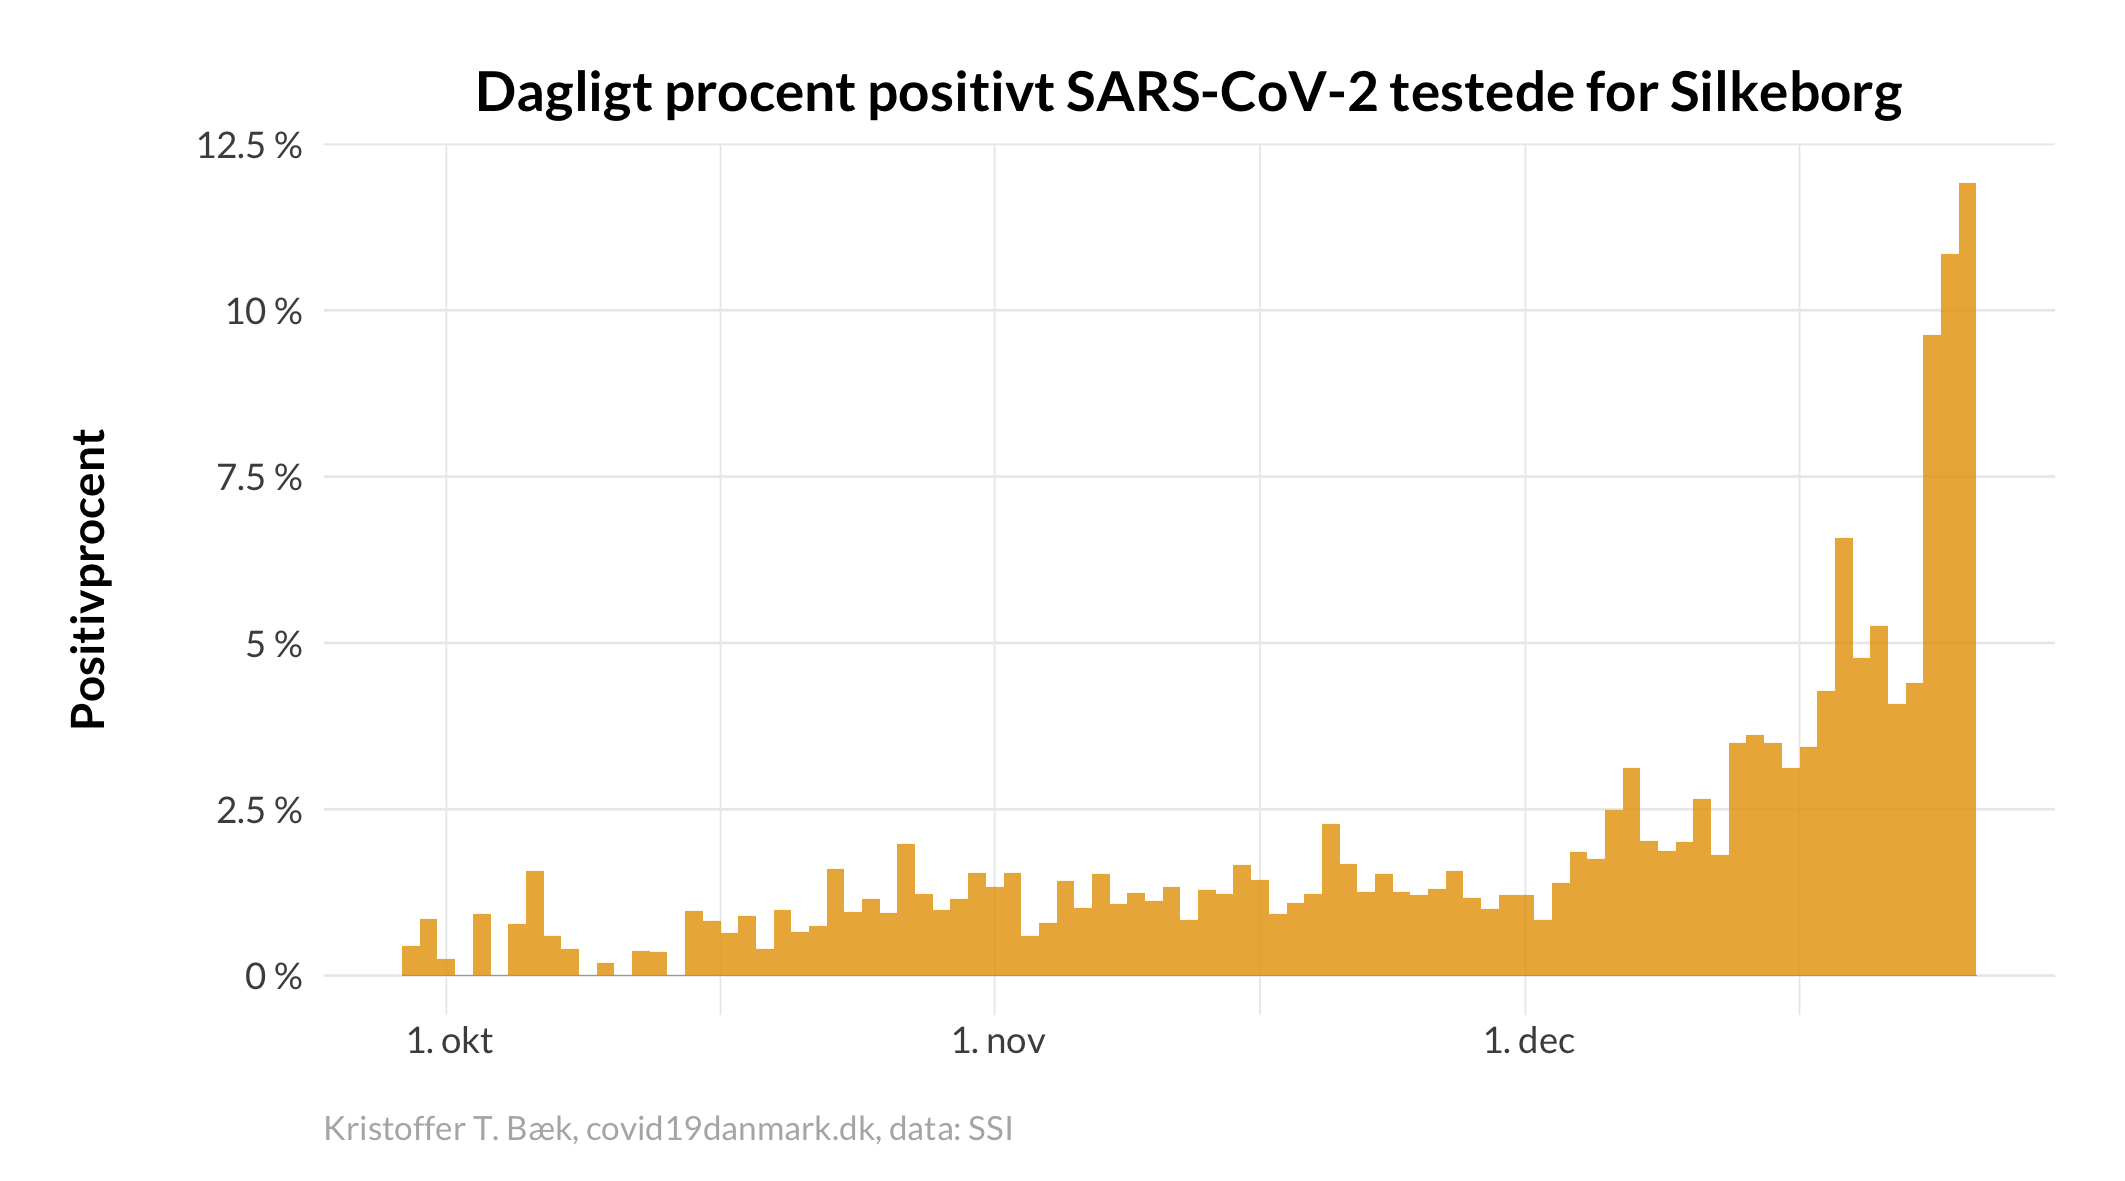 Dagligt procent positivt SARS-CoV-2 testede for Silkeborg
12.5 %
10 %
7.5 %
5 %
2.5 %
0 %
Positivprocent
1. okt
1. nov
1. dec
Kristoffer T. Bæk, covid19danmark.dk, data: SSI